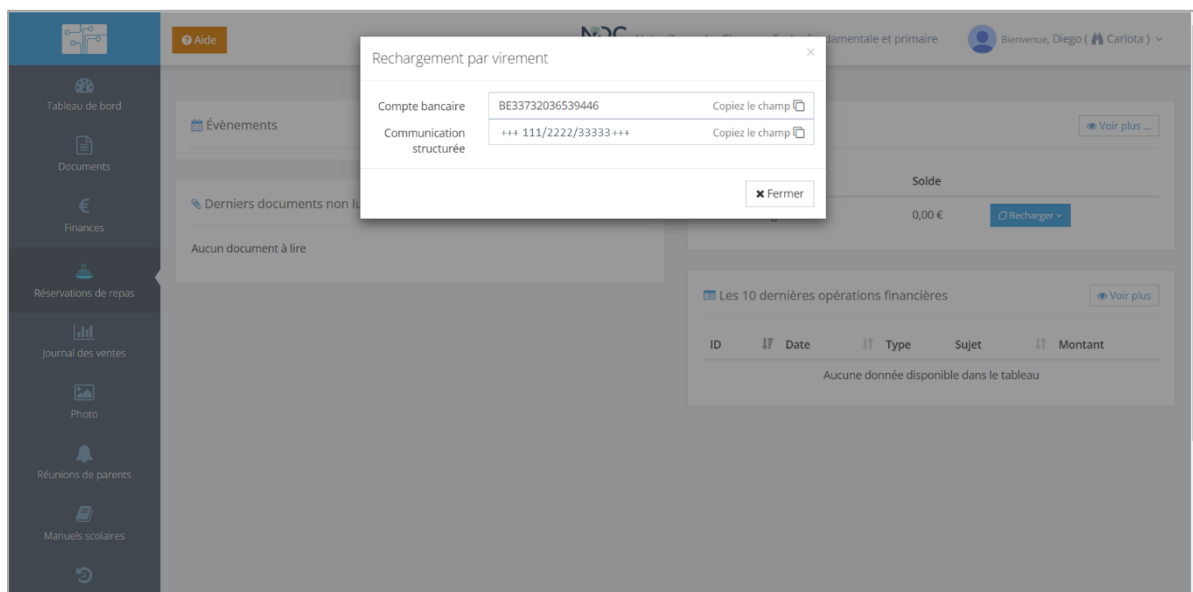 Aide
damentale et primaire
Bienvenue, Diego ( Carlota )
Rechargement par virement
×
Compte bancaire
BE33732036539446
Copiez le champ
Communication structurée
+++ 111/2222/33333+++
Copiez le champ
Fermer
Tableau de bord
Documents
Finances
Réservations de repas
Journal des ventes
Photo
Réunions de parents
Manuels scolaires
Évènements
Voir plus ...
Derniers documents non lu
Aucun document à lire
Solde
0,00 €
Recharger
Les 10 dernières opérations financières
Voir plus
ID Date Type Sujet Montant
Aucune donnée disponible dans le tableau